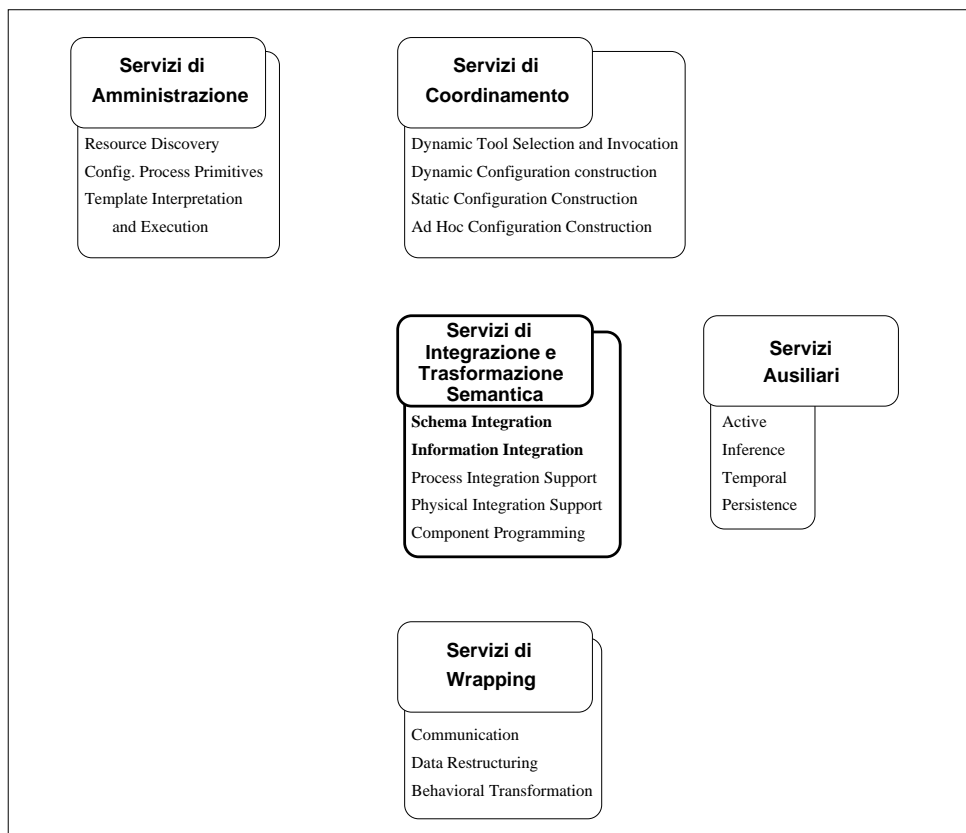 Servizi di
Amministrazione
Resource Discovery
Config. Process Primitives
Template Interpretation
and Execution
Servizi di
Coordinamento
Dynamic Tool Selection and Invocation
Dynamic Configuration construction
Static Configuration Construction
Ad Hoc Configuration Construction
Servizi di
Integrazione e
Trasformazione
Semantica
Schema Integration
Information Integration
Process Integration Support
Physical Integration Support
Component Programming
Servizi
Ausiliari
Active
Inference
Temporal
Persistence
Servizi di
Wrapping
Communication
Data Restructuring
Behavioral Transformation